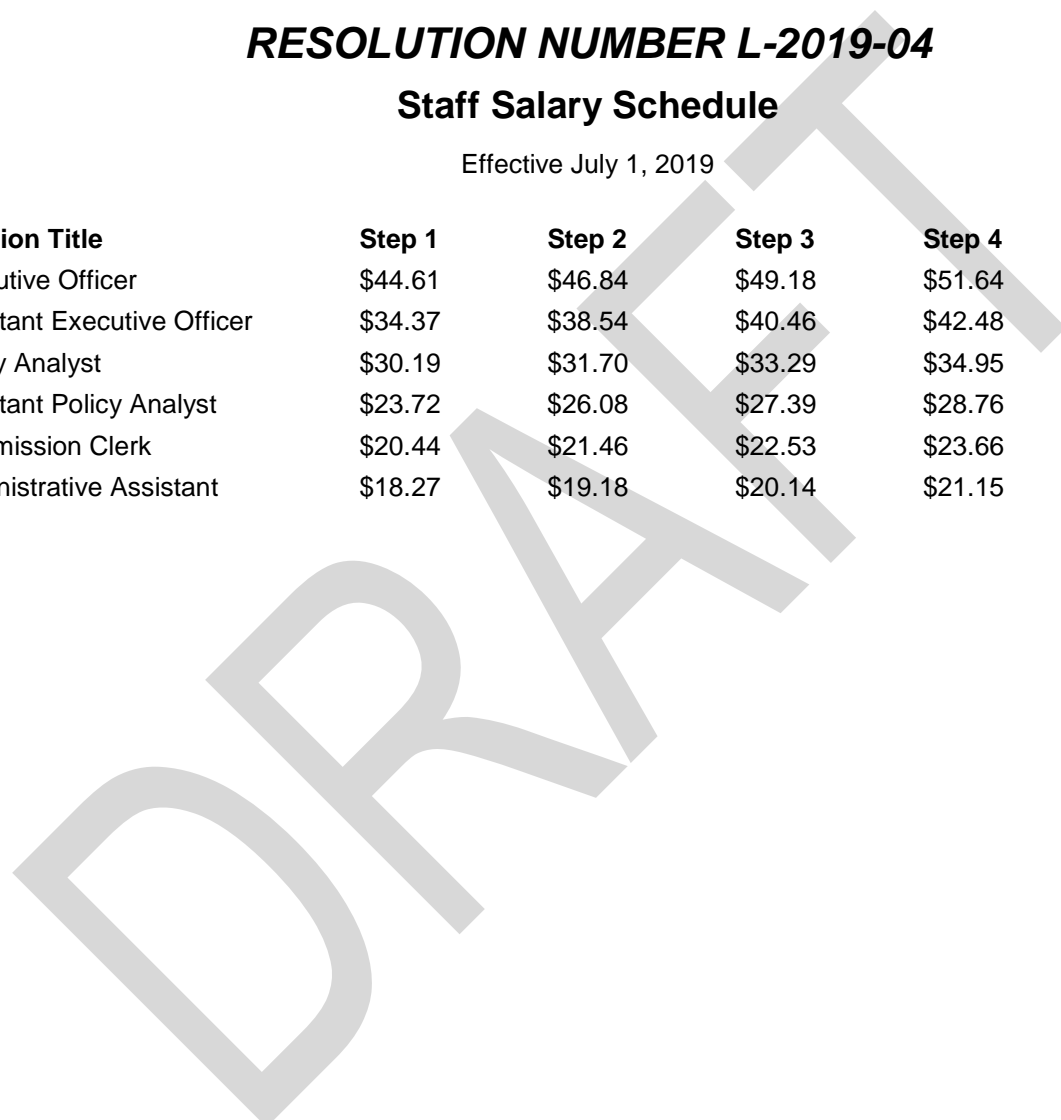 RESOLUTION NUMBER L-2019-04
Staff Salary Schedule
Effective July 1, 2019
ion Title Step 1 Step 2 Step 3 Step 4
utive Officer $44.61 $46.84 $49.18 $51.64
tant Executive Officer $34.37 $38.54 $40.46 $42.48
y Analyst $30.19 $31.70 $33.29 $34.95
tant Policy Analyst $23.72 $26.08 $27.39 $28.76
mission Clerk $20.44 $21.46 $22.53 $23.66
nistrative Assistant $18.27 $19.18 $20.14 $21.15
DRAFT